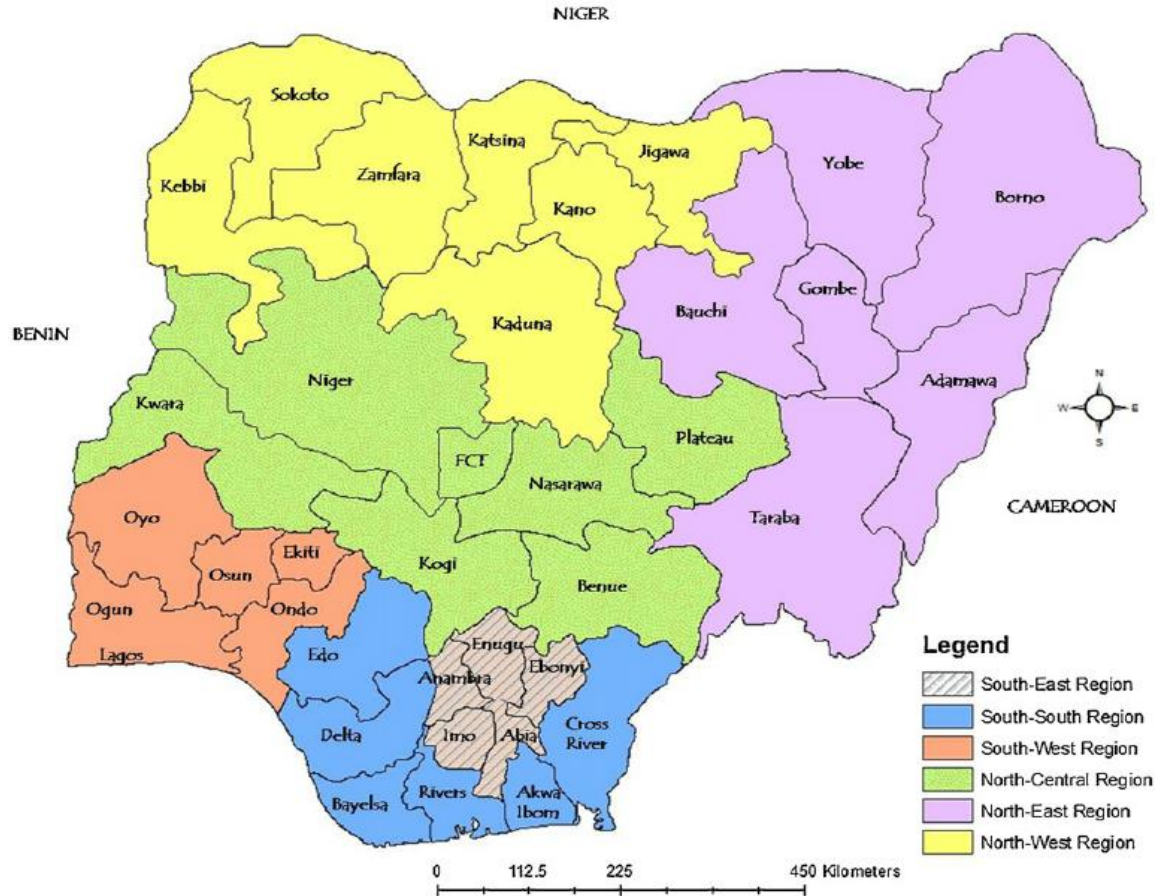 NIGER
Sokoto
Katsina
Jigawa
Yobe
Zamfara
Kebbi
Borno
Kano
Gombe
Bauchi
Kaduna
BENIN
Niger
Adamawa
Kwara
N
W E
S
Plateau
FCT
Nasarawa
CAMEROON
Oyo
Taraba
Ekiti
Kogi
Osun
Benue
Ogun
Ondo
Lagos
Edo
Enugu
Ebonyi
Anambra
Cross
River
Delta
Imo
Abia
Rivers
Akwa
Ibom
Bayelsa
Legend
South-East Region
South-South Region
South-West Region
North-Central Region
North-East Region
North-West Region
0 112.5 225 450 Kilometers